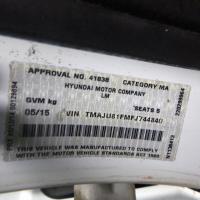 APPROVAL NO. 41838 CATEGORY MA
HYUNDAI MOTOR COMPANY
LM
GVM kg SEATS 5
05/15 VIN TMAJU81FMFJ744840
THIS VEHICLE WAS MANUFACTURED TO COMPLY WITH
THE MOTOR VEHICLE STANDARDS ACT 1989